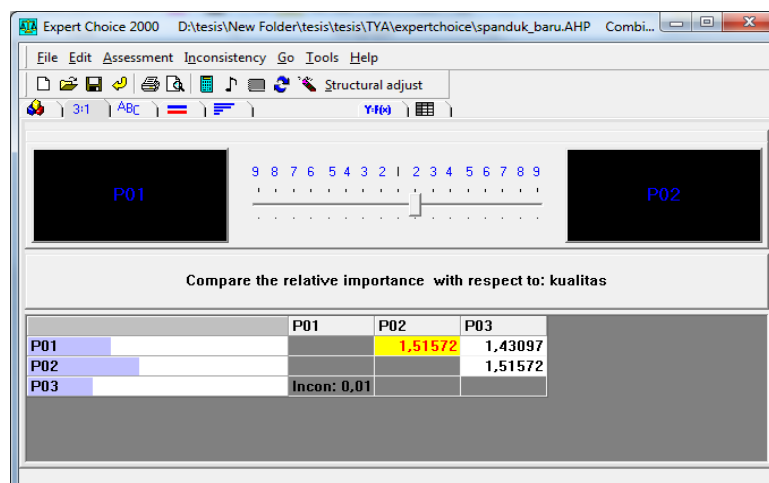 Expert Choice 2000 D:\tesis\New Folder\tesis\tesis\TYA\expertchoice\spanduk_baru.AHP Combi...
File Edit Assessment Inconsistency Go Tools Help
Structural adjust
3:1 ABC Y-f(x)
9 8 7 6 5 4 3 2 1 2 3 4 5 6 7 8 9
P01 P02
Compare the relative importance with respect to: kualitas
P01 P02 P03
P01 1,51572 1,43097
P02 1,51572
P03 Incon: 0,01